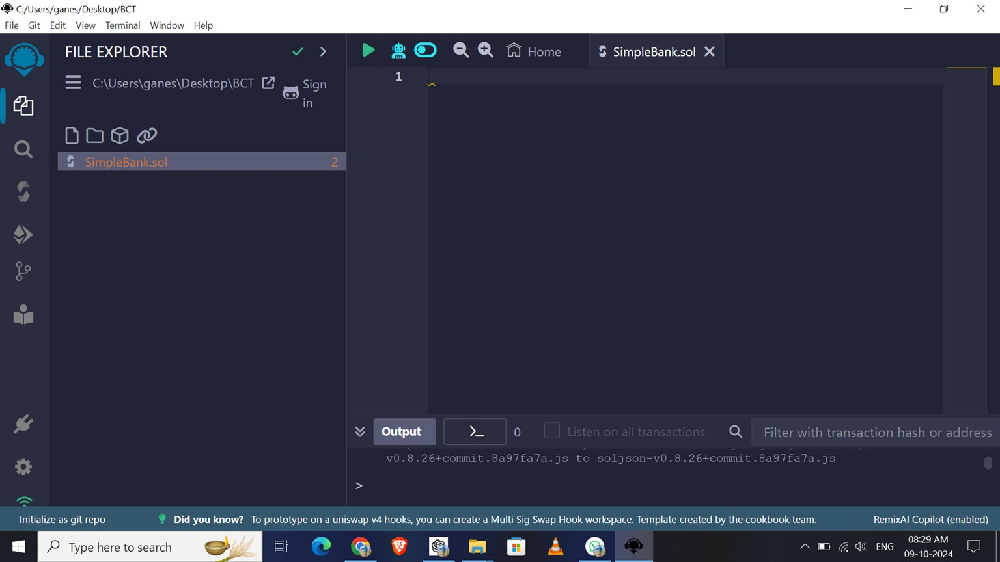 C:/Users/ganes/Desktop/BCT
File Git Edit View Terminal Window Help
FILE EXPLORER
C:\Users\ganes\Desktop\BCT
Sign in
SimpleBank.sol 2
Home
SimpleBank.sol
1
Output
>_
0
Listen on all transactions
Filter with transaction hash or address
v0.8.26+commit.8a97fa7a.js to soljson-v0.8.26+commit.8a97fa7a.js
>
Initialize as git repo
Did you know? To prototype on a uniswap v4 hooks, you can create a Multi Sig Swap Hook workspace. Template created by the cookbook team.
RemixAI Copilot (enabled)
Type here to search
ENG
08:29 AM
09-10-2024